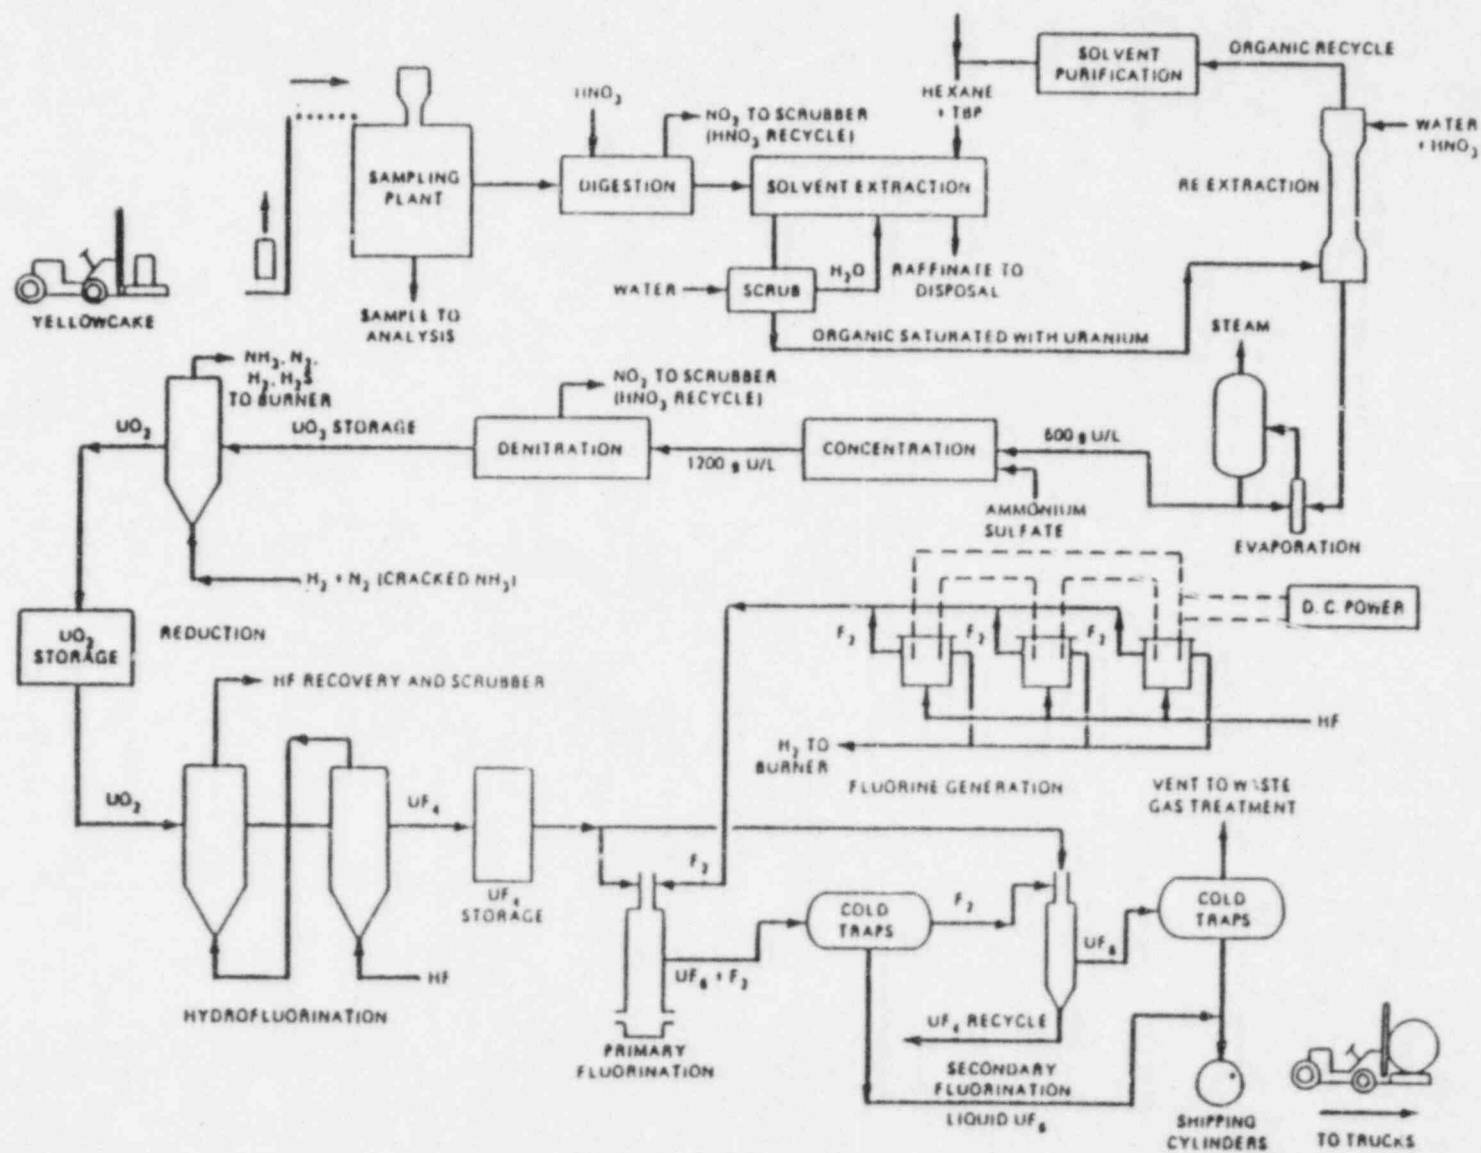 SOLVENT
PURIFICATION
ORGANIC RECYCLE
HNO₃
NO₂ TO SCRUBBER
(HNO₃ RECYCLE)
HEXANE
+ TBP
WATER
+ HNO₃
SAMPLING
PLANT
DIGESTION
SOLVENT EXTRACTION
RE EXTRACTION
YELLOWCAKE
SAMPLE TO
ANALYSIS
WATER
SCRUB
H₂O
RAFFINATE TO
DISPOSAL
ORGANIC SATURATED WITH URANIUM
STEAM
NH₃, N₂,
H₂, H₂S
TO BURNER
NO₂ TO SCRUBBER
(HNO₃ RECYCLE)
UO₂
UO₃ STORAGE
DENITRATION
1200 g U/L
CONCENTRATION
600 g U/L
AMMONIUM
SULFATE
EVAPORATION
H₂ + N₂ (CRACKED NH₃)
REDUCTION
UO₂
STORAGE
D.C. POWER
F₂
F₂
F₂
HF
H₂ TO
BURNER
FLUORINE GENERATION
HF RECOVERY AND SCRUBBER
UO₂
UF₄
UF₄
STORAGE
HF
HYDROFLUORINATION
F₂
UF₆ + F₂
PRIMARY
FLUORINATION
COLD
TRAPS
F₂
UF₆
UF₄ RECYCLE
SECONDARY
FLUORINATION
LIQUID UF₆
VENT TO WASTE
GAS TREATMENT
COLD
TRAPS
SHIPPING
CYLINDERS
TO TRUCKS